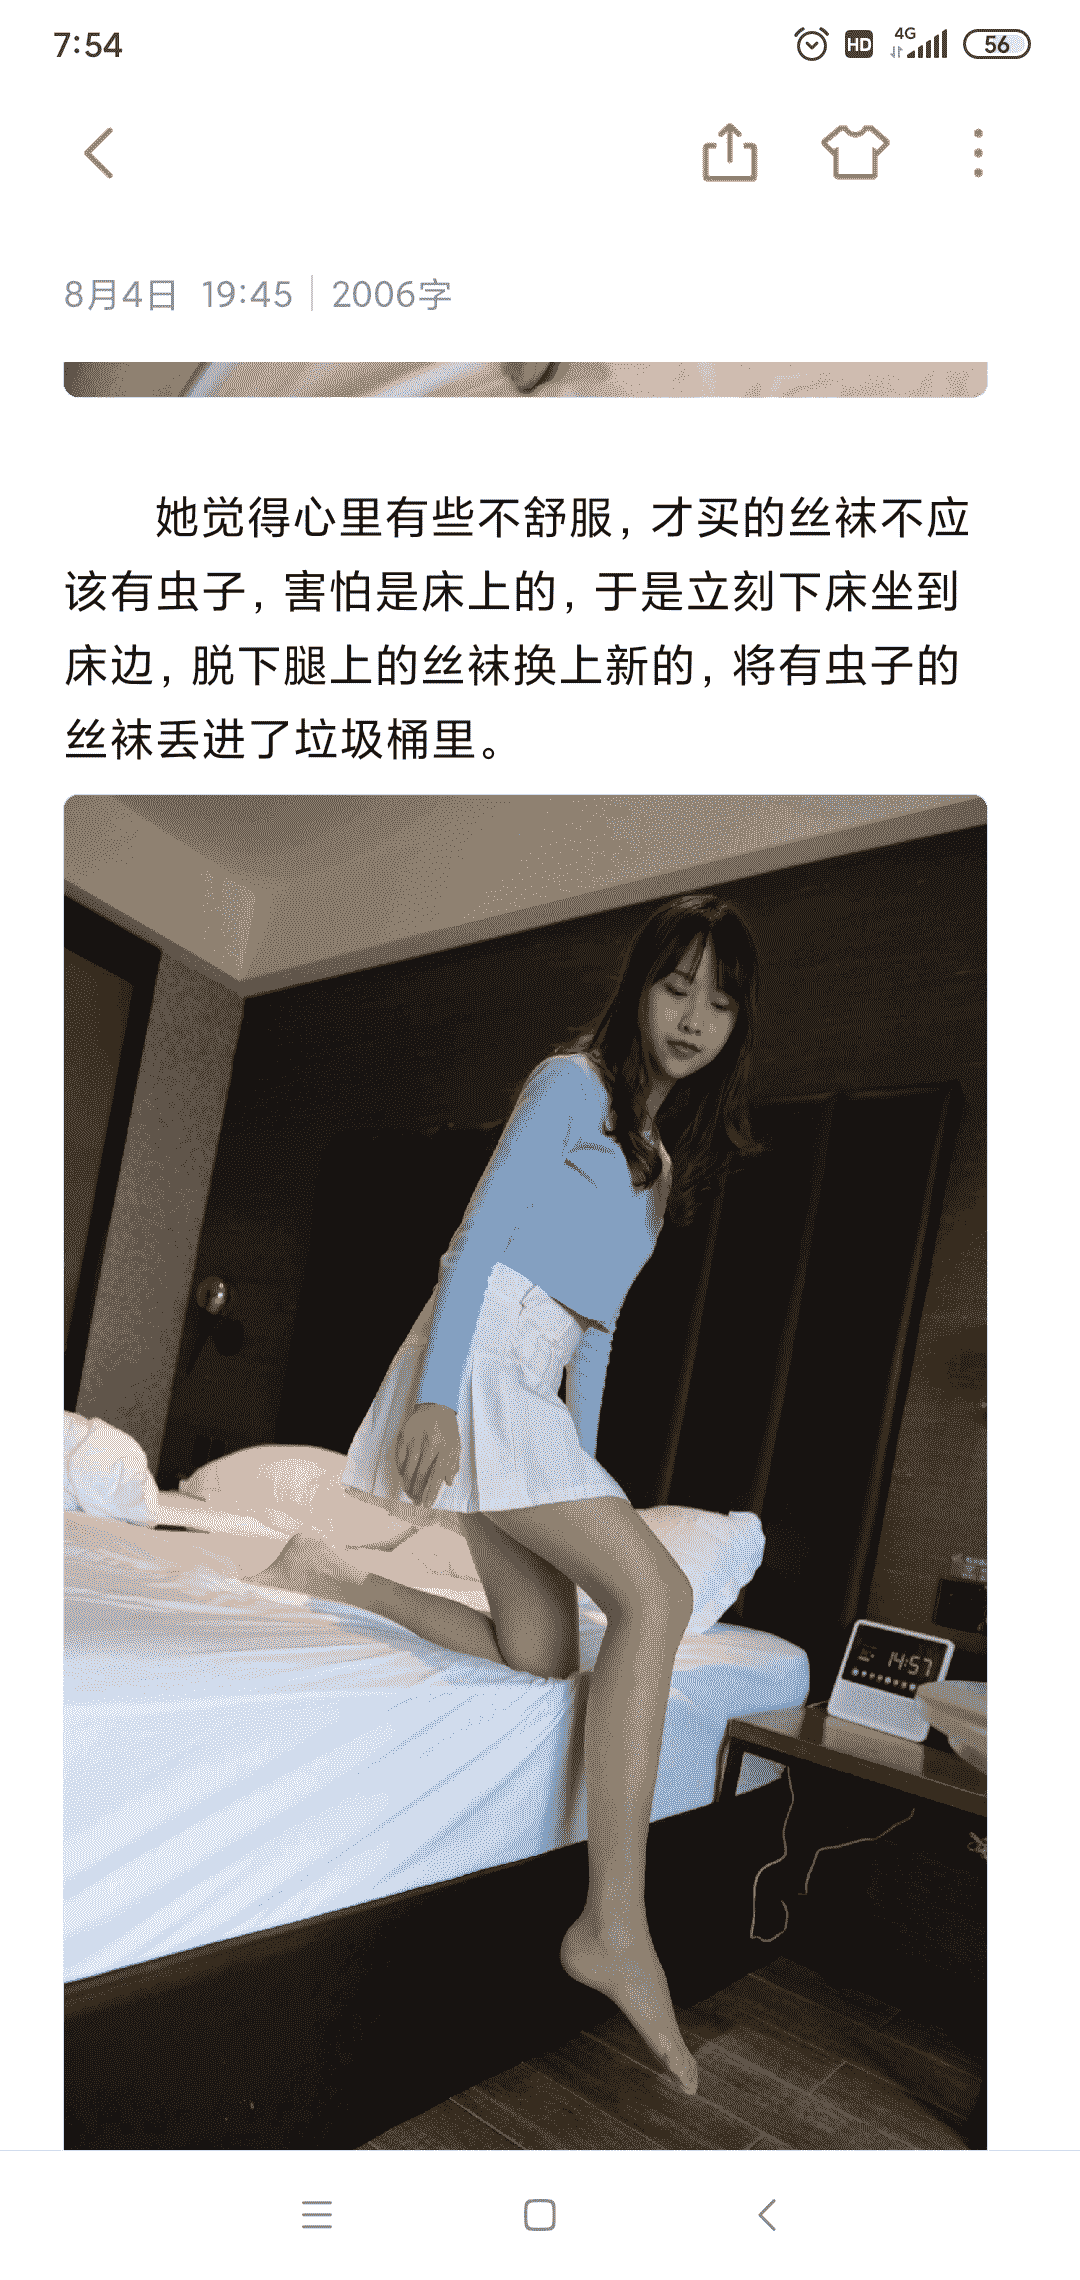 7:54
HD 4G 56
8月4日 19:45 | 2006字
她觉得心里有些不舒服，才买的丝袜不应
该有虫子，害怕是床上的，于是立刻下床坐到
床边，脱下腿上的丝袜换上新的，将有虫子的
丝袜丢进了垃圾桶里。
14:57